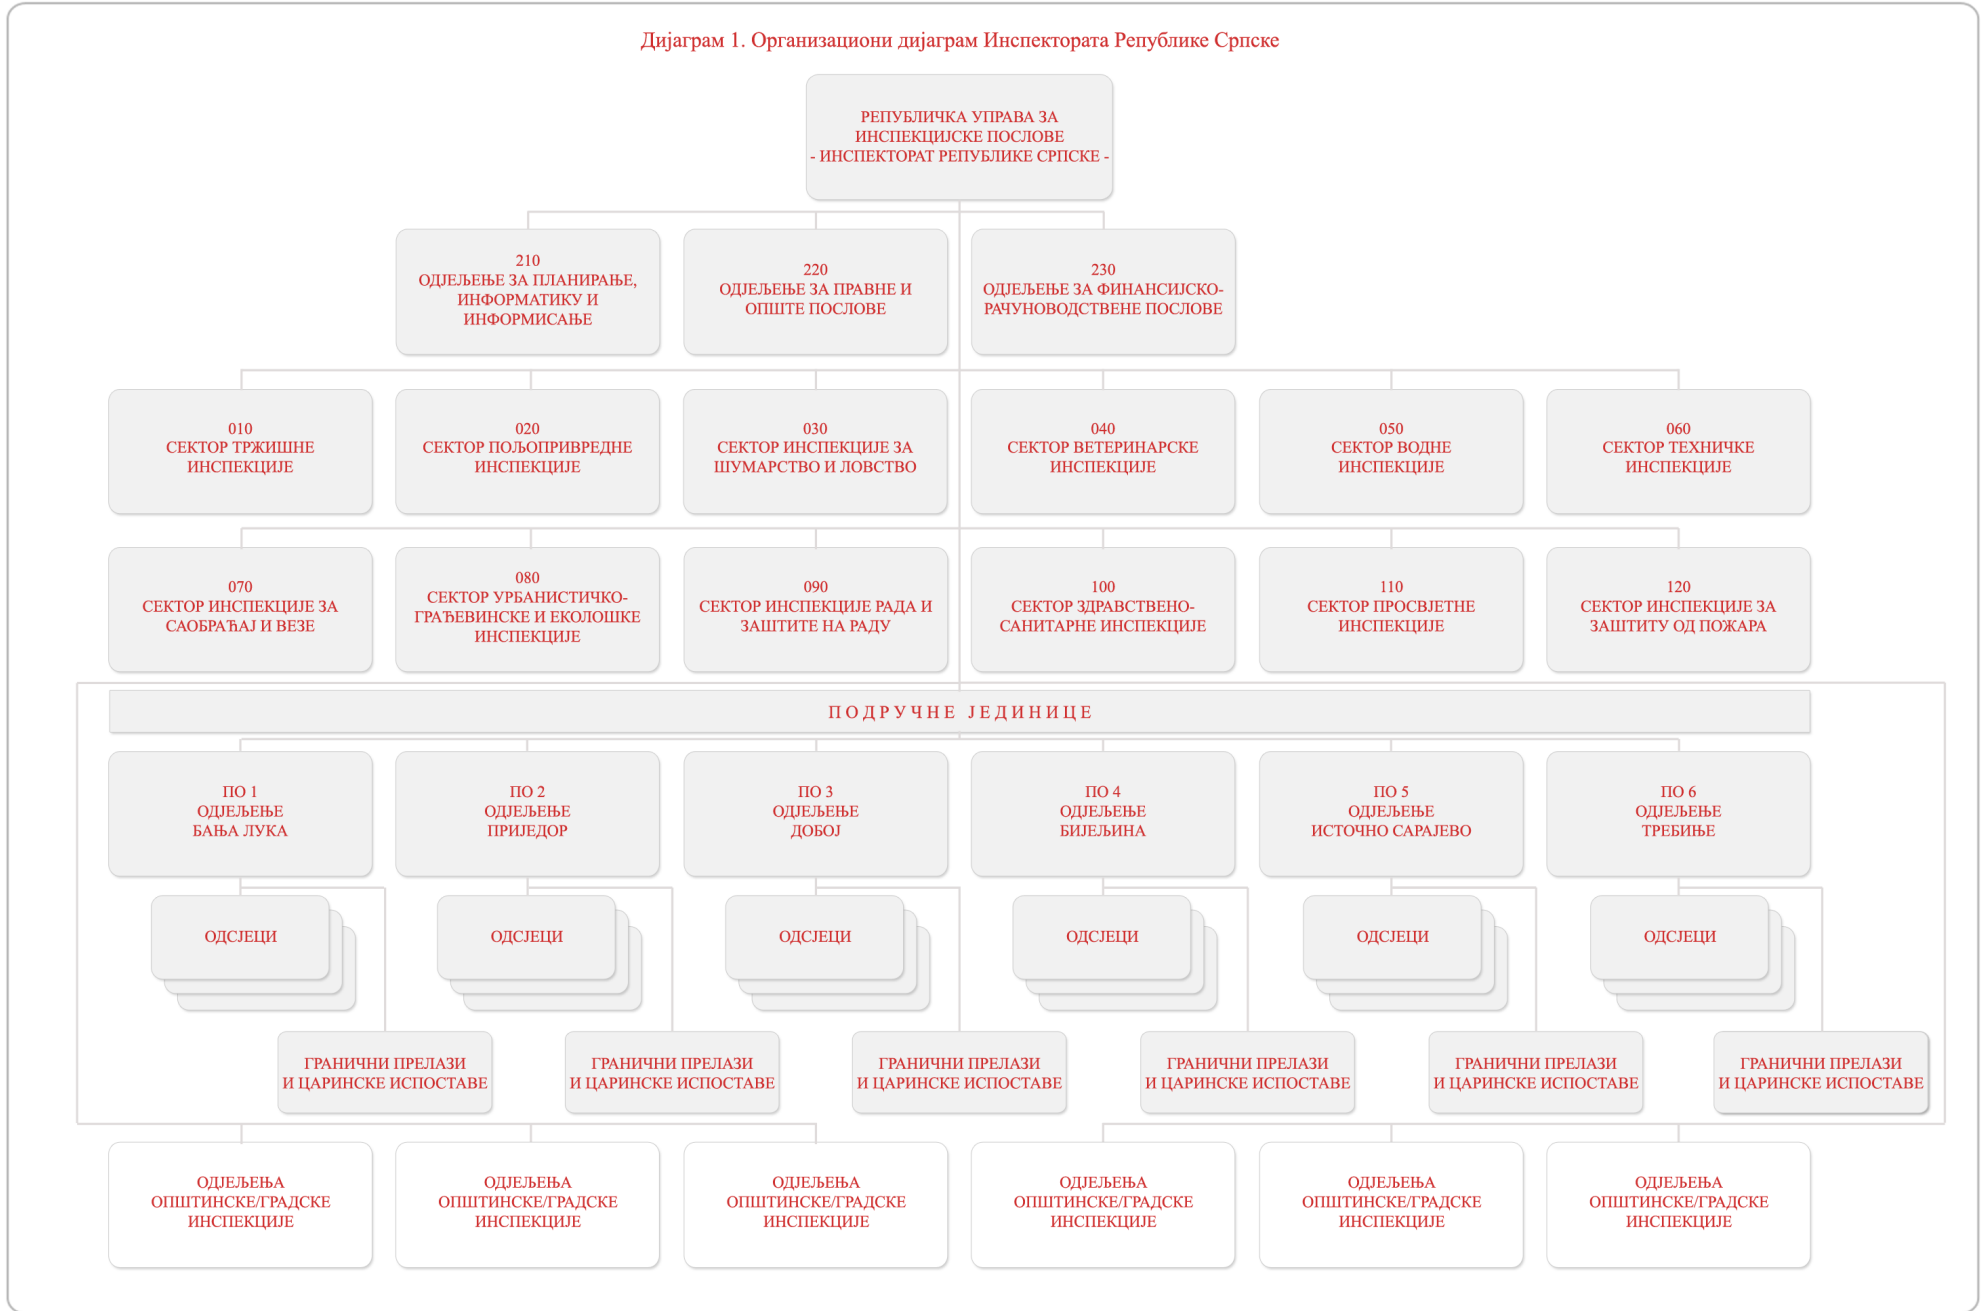 Дијаграм 1. Организациони дијаграм Инспектората Републике Српске
РЕПУБЛИЧКА УПРАВА ЗА
ИНСПЕКЦИЈСКЕ ПОСЛОВЕ
- ИНСПЕКТОРАТ РЕПУБЛИКЕ СРПСКЕ -
210
ОДЈЕЉЕЊЕ ЗА ПЛАНИРАЊЕ,
ИНФОРМАТИКУ И
ИНФОРМИСАЊЕ
220
ОДЈЕЉЕЊЕ ЗА ПРАВНЕ И
ОПШТЕ ПОСЛОВЕ
230
ОДЈЕЉЕЊЕ ЗА ФИНАНСИЈСКО-
РАЧУНОВОДСТВЕНЕ ПОСЛОВЕ
010
СЕКТОР ТРЖИШНЕ
ИНСПЕКЦИЈЕ
020
СЕКТОР ПОЉОПРИВРЕДНЕ
ИНСПЕКЦИЈЕ
030
СЕКТОР ИНСПЕКЦИЈЕ ЗА
ШУМАРСТВО И ЛОВСТВО
040
СЕКТОР ВЕТЕРИНАРСКЕ
ИНСПЕКЦИЈЕ
050
СЕКТОР ВОДНЕ
ИНСПЕКЦИЈЕ
060
СЕКТОР ТЕХНИЧКЕ
ИНСПЕКЦИЈЕ
070
СЕКТОР ИНСПЕКЦИЈЕ ЗА
САОБРАЋАЈ И ВЕЗЕ
080
СЕКТОР УРБАНИСТИЧКО-
ГРАЂЕВИНСКЕ И ЕКОЛОШКЕ
ИНСПЕКЦИЈЕ
090
СЕКТОР ИНСПЕКЦИЈЕ РАДА И
ЗАШТИТЕ НА РАДУ
100
СЕКТОР ЗДРАВСТВЕНО-
САНИТАРНЕ ИНСПЕКЦИЈЕ
110
СЕКТОР ПРОСВЈЕТНЕ
ИНСПЕКЦИЈЕ
120
СЕКТОР ИНСПЕКЦИЈЕ ЗА
ЗАШТИТУ ОД ПОЖАРА
ПОДРУЧНЕ ЈЕДИНИЦЕ
ПО 1
ОДЈЕЉЕЊЕ
БАЊА ЛУКА
ПО 2
ОДЈЕЉЕЊЕ
ПРИЈЕДОР
ПО 3
ОДЈЕЉЕЊЕ
ДОБОЈ
ПО 4
ОДЈЕЉЕЊЕ
БИЈЕЉИНА
ПО 5
ОДЈЕЉЕЊЕ
ИСТОЧНО САРАЈЕВО
ПО 6
ОДЈЕЉЕЊЕ
ТРЕБИЊЕ
ОДСЈЕЦИ
ОДСЈЕЦИ
ОДСЈЕЦИ
ОДСЈЕЦИ
ОДСЈЕЦИ
ОДСЈЕЦИ
ГРАНИЧНИ ПРЕЛАЗИ
И ЦАРИНСКЕ ИСПОСТАВЕ
ГРАНИЧНИ ПРЕЛАЗИ
И ЦАРИНСКЕ ИСПОСТАВЕ
ГРАНИЧНИ ПРЕЛАЗИ
И ЦАРИНСКЕ ИСПОСТАВЕ
ГРАНИЧНИ ПРЕЛАЗИ
И ЦАРИНСКЕ ИСПОСТАВЕ
ГРАНИЧНИ ПРЕЛАЗИ
И ЦАРИНСКЕ ИСПОСТАВЕ
ГРАНИЧНИ ПРЕЛАЗИ
И ЦАРИНСКЕ ИСПОСТАВЕ
ОДЈЕЉЕЊА
ОПШТИНСКЕ/ГРАДСКЕ
ИНСПЕКЦИЈЕ
ОДЈЕЉЕЊА
ОПШТИНСКЕ/ГРАДСКЕ
ИНСПЕКЦИЈЕ
ОДЈЕЉЕЊА
ОПШТИНСКЕ/ГРАДСКЕ
ИНСПЕКЦИЈЕ
ОДЈЕЉЕЊА
ОПШТИНСКЕ/ГРАДСКЕ
ИНСПЕКЦИЈЕ
ОДЈЕЉЕЊА
ОПШТИНСКЕ/ГРАДСКЕ
ИНСПЕКЦИЈЕ
ОДЈЕЉЕЊА
ОПШТИНСКЕ/ГРАДСКЕ
ИНСПЕКЦИЈЕ